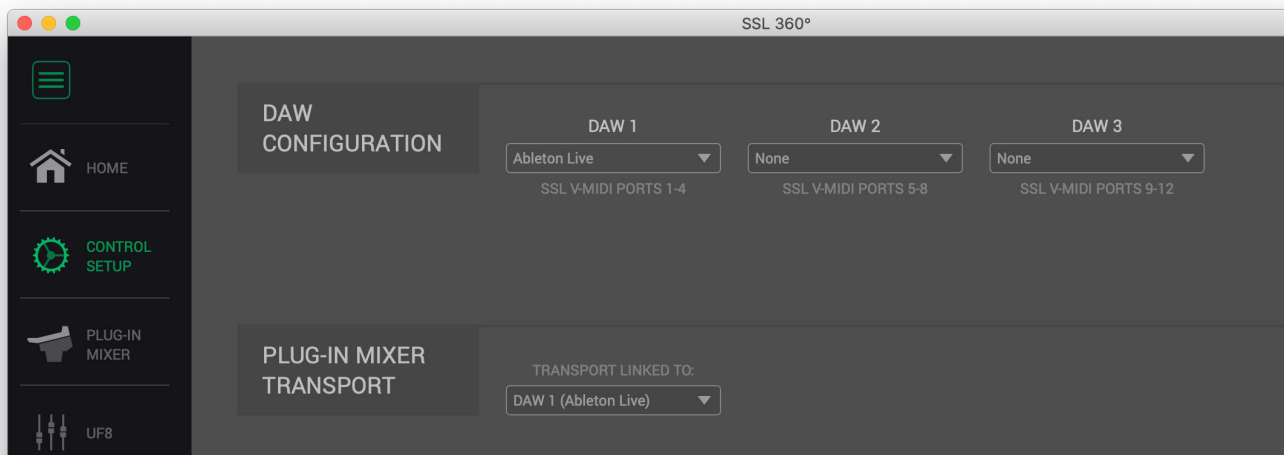 SSL 360°
HOME
CONTROL
SETUP
PLUG-IN
MIXER
UF8
DAW
CONFIGURATION
DAW 1
DAW 2
DAW 3
Ableton Live
None
None
SSL V-MIDI PORTS 1-4
SSL V-MIDI PORTS 5-8
SSL V-MIDI PORTS 9-12
PLUG-IN MIXER
TRANSPORT
TRANSPORT LINKED TO:
DAW 1 (Ableton Live)